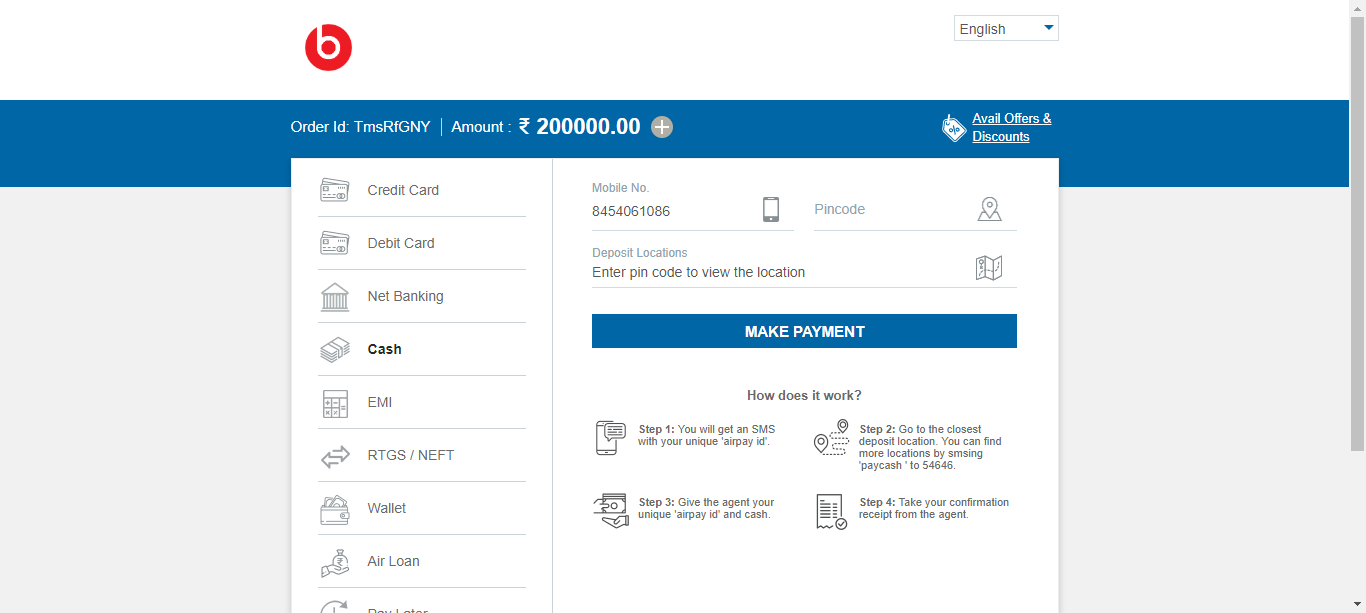 b
English
Order Id: TmsRfGNY
Amount : ₹ 200000.00
Avail Offers &
Discounts
Credit Card
Debit Card
Net Banking
Cash
EMI
RTGS / NEFT
Wallet
Air Loan
Pay Later
Mobile No.
8454061086
Pincode
Deposit Locations
Enter pin code to view the location
MAKE PAYMENT
How does it work?
Step 1: You will get an SMS
with your unique 'airpay id'.
Step 2: Go to the closest
deposit location. You can find
more locations by smsing
'paycash ' to 54646.
Step 3: Give the agent your
unique 'airpay id' and cash.
Step 4: Take your confirmation
receipt from the agent.